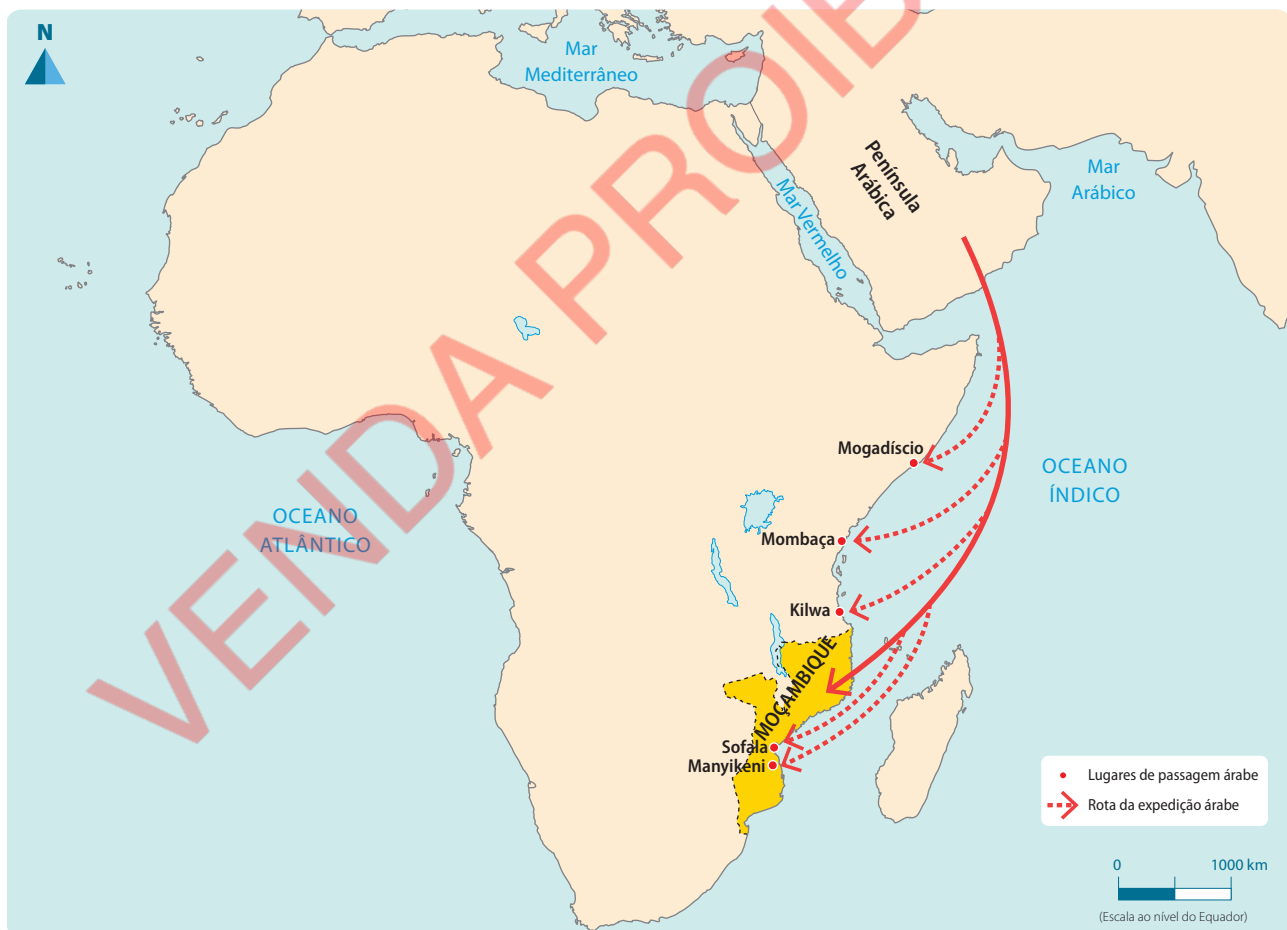 N
Mar
Mediterrâneo
Península
Arábica
Mar
Arábico
Mar Vermelho
Mogadíscio
OCEANO
ÍNDICO
OCEANO
ATLÂNTICO
Mombaça
Kilwa
MOÇAMBIQUE
Sofala
Manyikeni
Lugares de passagem árabe
Rota da expedição árabe
0 1000 km
(Escala ao nível do Equador)
VENDA PROIB